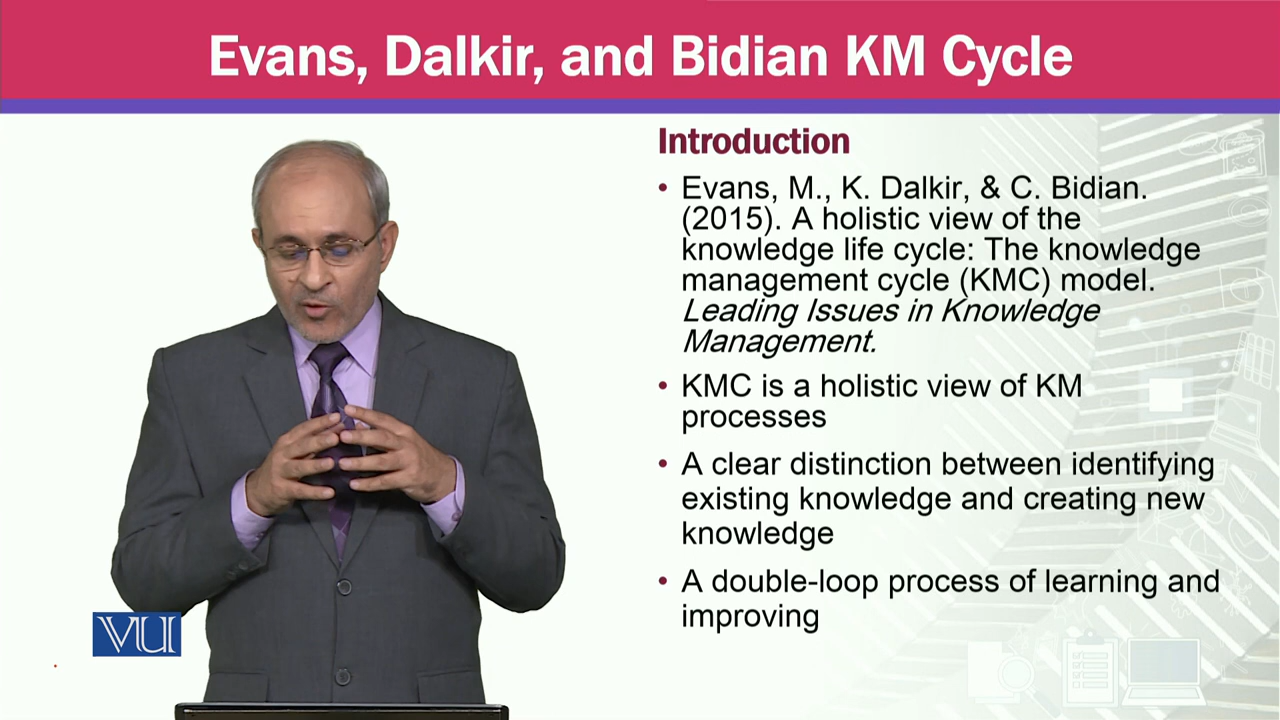 Evans, Dalkir, and Bidian KM Cycle
Introduction
• Evans, M., K. Dalkir, & C. Bidian.
(2015). A holistic view of the
knowledge life cycle: The knowledge
management cycle (KMC) model.
Leading Issues in Knowledge
Management.
• KMC is a holistic view of KM
processes
• A clear distinction between identifying
existing knowledge and creating new
knowledge
• A double-loop process of learning and
improving
VU